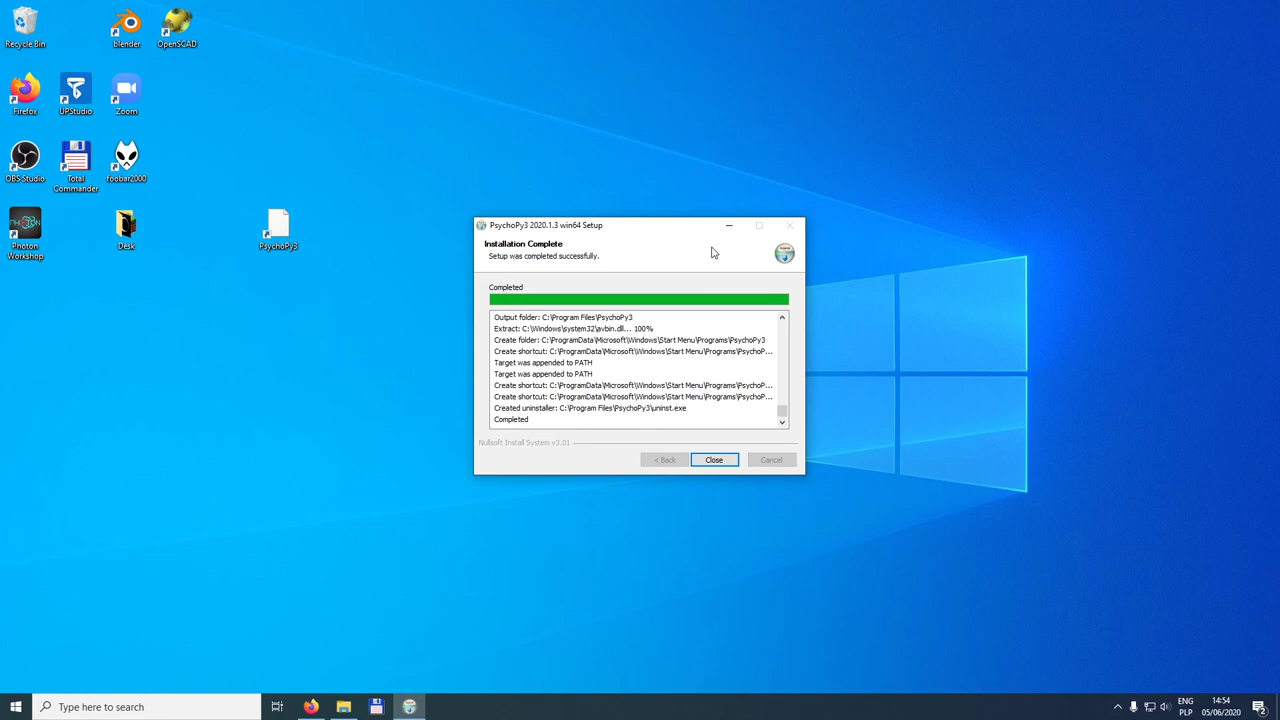 Recycle Bin
blender
OpenSCAD
Firefox
UPStudio
Zoom
OBS Studio
Total
Commander
foobar2000
PHOTON
Photon
Workshop
Desk
PsychoPy3
PsychoPy3 2020.1.3 win64 Setup
Installation Complete
Setup was completed successfully.
Completed
Output folder: C:\Program Files\PsychoPy3
Extract: C:\Windows\system32\avbin.dll... 100%
Create folder: C:\ProgramData\Microsoft\Windows\Start Menu\Programs\PsychoPy3
Create shortcut: C:\ProgramData\Microsoft\Windows\Start Menu\Programs\PsychoP...
Target was appended to PATH
Target was appended to PATH
Create shortcut: C:\ProgramData\Microsoft\Windows\Start Menu\Programs\PsychoP...
Create shortcut: C:\ProgramData\Microsoft\Windows\Start Menu\Programs\PsychoP...
Created uninstaller: C:\Program Files\PsychoPy3\uninst.exe
Completed
Nullsoft Install System v3.01
< Back
Close
Cancel
Type here to search
ENG
PLP
14:54
05/06/2020
2